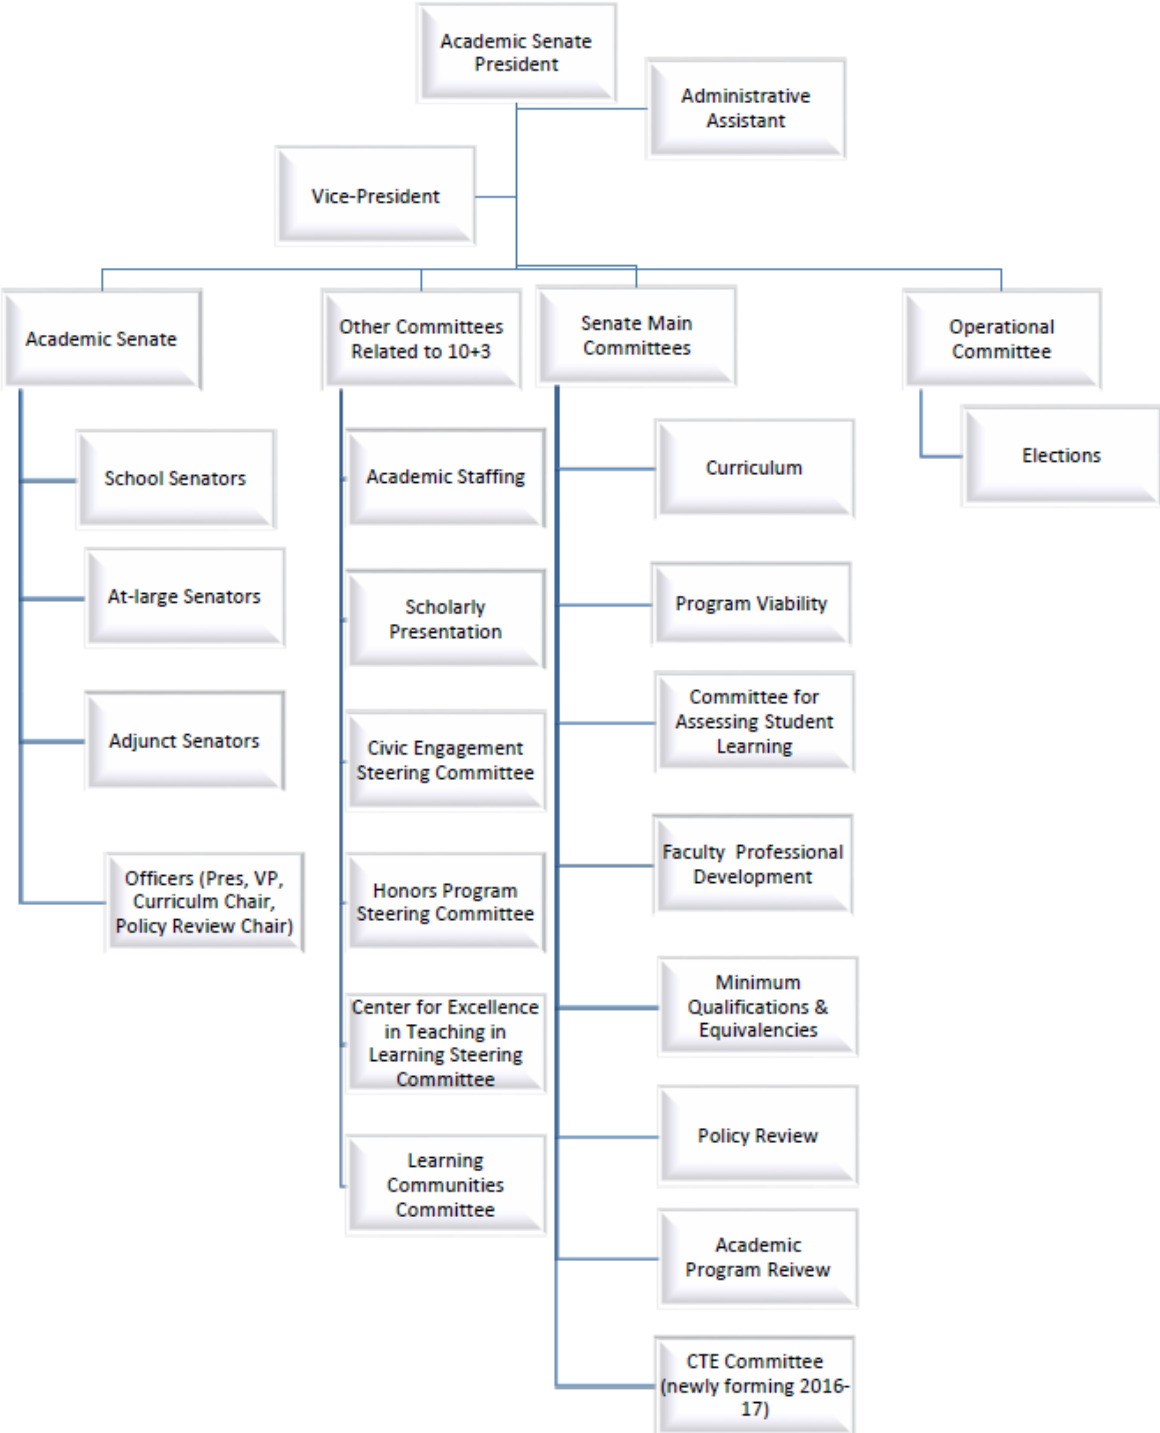 Academic Senate
President
Administrative
Assistant
Vice-President
Academic Senate
Other Committees
Related to 10+3
Senate Main
Committees
Operational
Committee
School Senators
At-large Senators
Adjunct Senators
Officers (Pres, VP,
Curriculm Chair,
Policy Review Chair)
Academic Staffing
Scholarly
Presentation
Civic Engagement
Steering Committee
Honors Program
Steering Committee
Center for Excellence
in Teaching in
Learning Steering
Committee
Learning
Communities
Committee
Curriculum
Program Viability
Committee for
Assessing Student
Learning
Faculty  Professional
Development
Minimum
Qualifications &
Equivalencies
Policy Review
Academic
Program Reivew
CTE Committee
(newly forming 2016-
17)
Elections